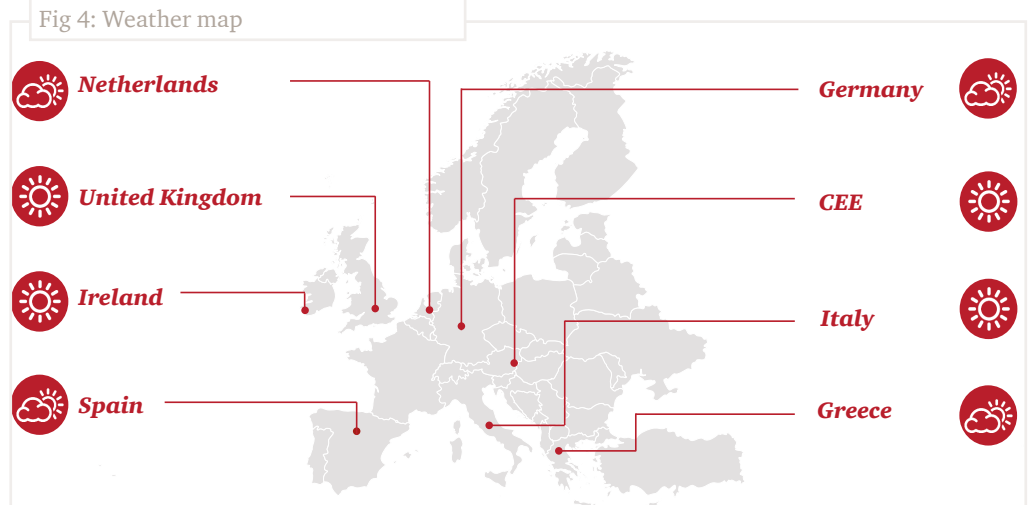 Fig 4: Weather map
Netherlands
United Kingdom
Ireland
Spain
Germany
CEE
Italy
Greece